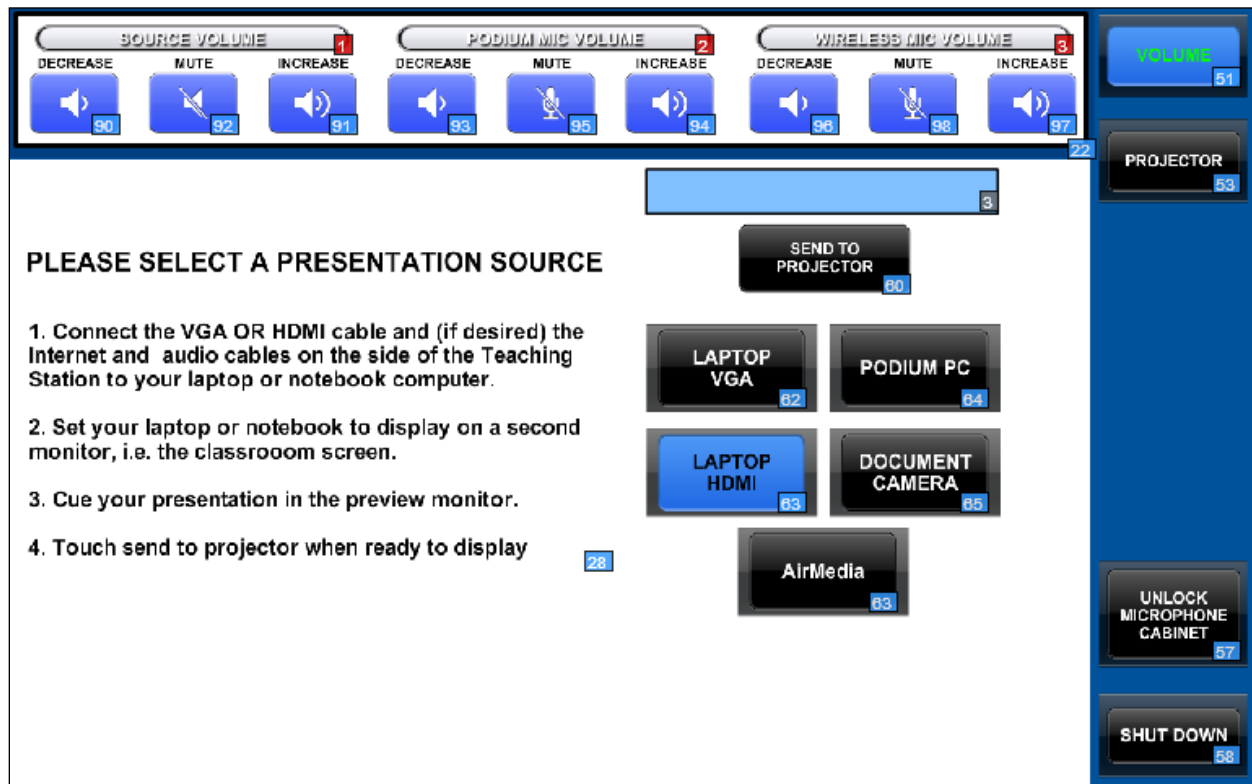 SOURCE VOLUME 1
DECREASE MUTE INCREASE
90 92 91
PODIUM MIC VOLUME 2
DECREASE MUTE INCREASE
93 95 94
WIRELESS MIC VOLUME 3
DECREASE MUTE INCREASE
96 98 97
22
VOLUME
51
PROJECTOR
53
3
SEND TO
PROJECTOR
60
PLEASE SELECT A PRESENTATION SOURCE
1. Connect the VGA OR HDMI cable and (if desired) the
Internet and audio cables on the side of the Teaching
Station to your laptop or notebook computer.
2. Set your laptop or notebook to display on a second
monitor, i.e. the classrooom screen.
3. Cue your presentation in the preview monitor.
4. Touch send to projector when ready to display
28
LAPTOP
VGA
62
PODIUM PC
64
LAPTOP
HDMI
63
DOCUMENT
CAMERA
65
AirMedia
63
UNLOCK
MICROPHONE
CABINET
57
SHUT DOWN
58